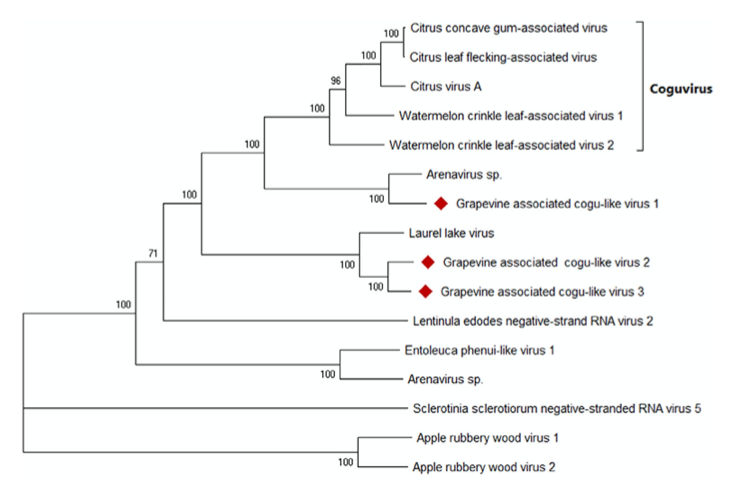 100 Citrus concave gum-associated virus
100 Citrus leaf flecking-associated virus
96 Citrus virus A
Coguvirus
100 Watermelon crinkle leaf-associated virus 1
100 Watermelon crinkle leaf-associated virus 2
Arenavirus sp.
100 100 Grapevine associated cogu-like virus 1
Laurel lake virus
71 100 Grapevine associated cogu-like virus 2
100 Grapevine associated cogu-like virus 3
100 Lentinula edodes negative-strand RNA virus 2
Entoleuca phenui-like virus 1
100 Arenavirus sp.
Sclerotinia sclerotiorum negative-stranded RNA virus 5
Apple rubbery wood virus 1
100 Apple rubbery wood virus 2